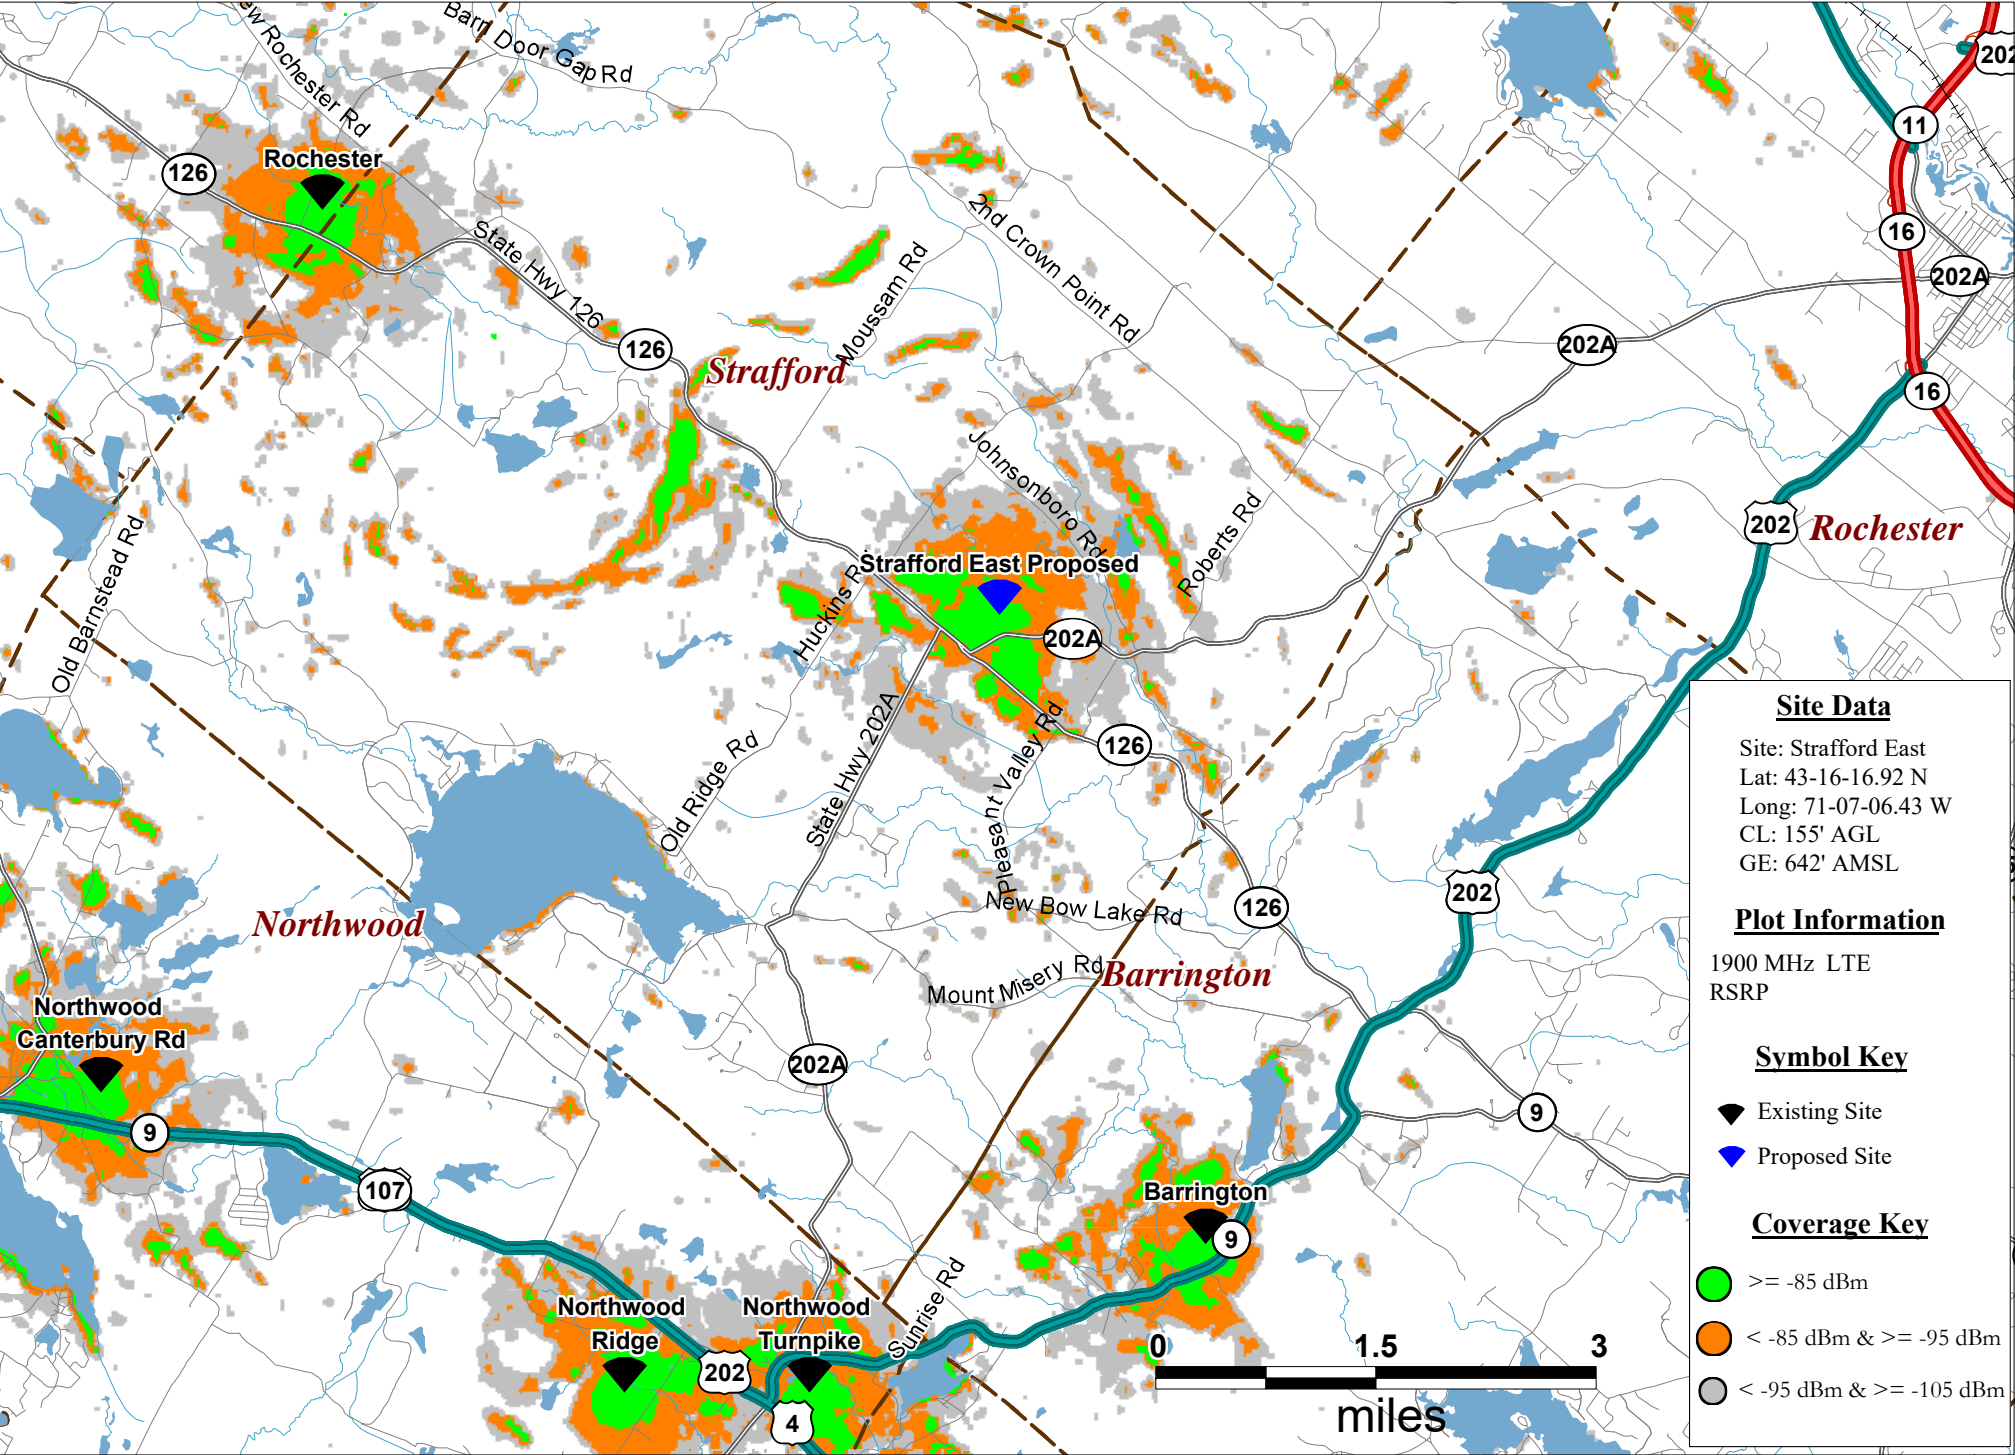 Barn Door Gap Rd
ew Rochester Rd
202
11
Rochester
126
16
2nd Crown Point Rd
State Hwy 126
Moussam Rd
202A
126
202A
Strafford
16
Johnsonboro Rd
Roberts Rd
202
Rochester
Old Barnstead Rd
Strafford East Proposed
Huckins R
202A
State Hwy 202A
Pleasant Valley Rd
126
Old Ridge Rd
Site Data
Site: Strafford East
Lat: 43-16-16.92 N
Long: 71-07-06.43 W
CL: 155' AGL
GE: 642' AMSL
202
New Bow Lake Rd
126
Northwood
Plot Information
1900 MHz LTE
RSRP
Mount Misery Rd
Barrington
Northwood
Canterbury Rd
202A
Symbol Key
Existing Site
Proposed Site
9
9
107
Barrington
9
Coverage Key
>= -85 dBm
< -85 dBm & >= -95 dBm
< -95 dBm & >= -105 dBm
Northwood
Ridge
Northwood
Turnpike
Sunrise Rd
202
4
0 1.5 3
miles